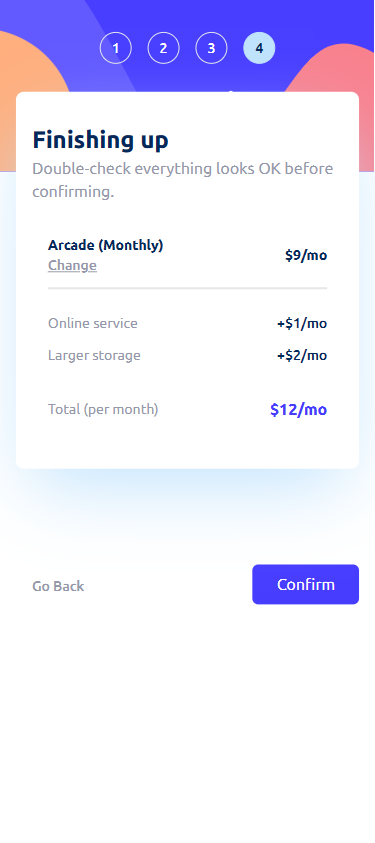 1 2 3 4
Finishing up
Double-check everything looks OK before
confirming.
Arcade (Monthly)
$9/mo
Change
Online service +$1/mo
Larger storage +$2/mo
Total (per month) $12/mo
Go Back Confirm